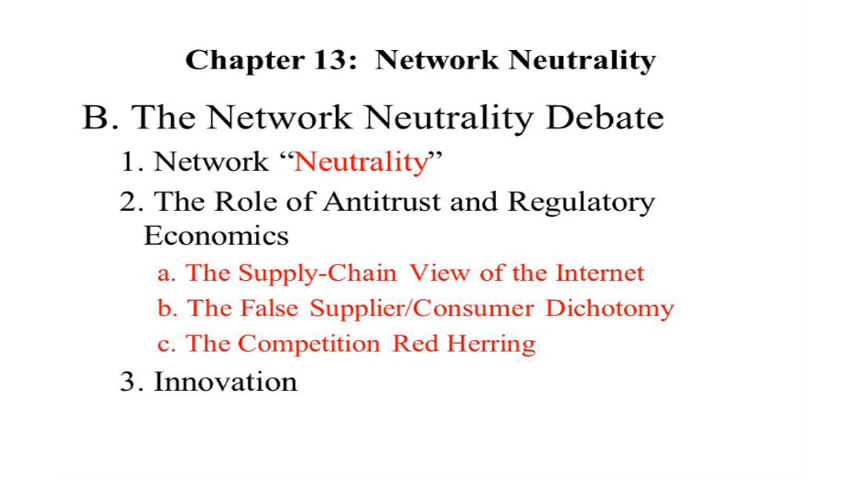 Chapter 13: Network Neutrality
B. The Network Neutrality Debate
1. Network “Neutrality”
2. The Role of Antitrust and Regulatory
Economics
a. The Supply-Chain View of the Internet
b. The False Supplier/Consumer Dichotomy
c. The Competition Red Herring
3. Innovation